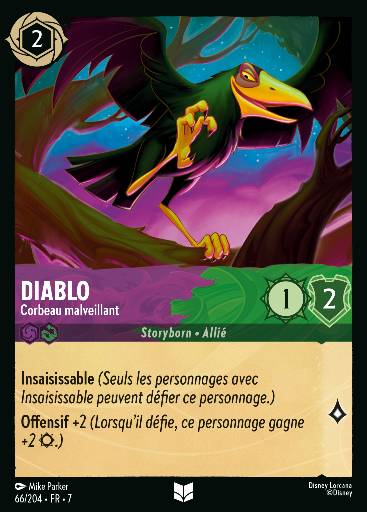 2
DIABLO
Corbeau malveillant
1
2
Storyborn • Allié
Insaisissable (Seuls les personnages avec
Insaisissable peuvent défier ce personnage.)
Offensif +2 (Lorsqu'il défie, ce personnage gagne
+2 .)
Mike Parker
Disney Lorcana
66/204 • FR • 7
©Disney